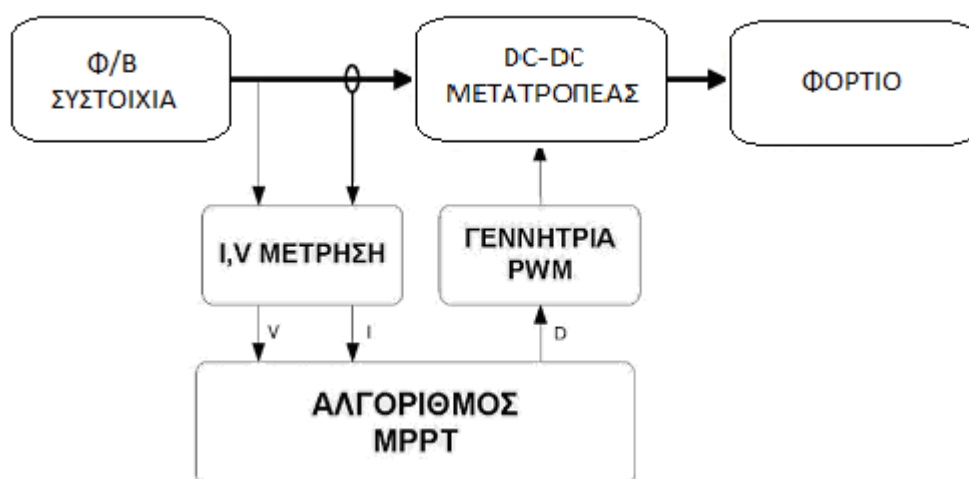 Φ/Β
ΣΥΣΤΟΙΧΙΑ
DC-DC
ΜΕΤΑΤΡΟΠΕΑΣ
ΦΟΡΤΙΟ
I,V ΜΕΤΡΗΣΗ
ΓΕΝΝΗΤΡΙΑ
PWM
V
I
D
ΑΛΓΟΡΙΘΜΟΣ
MPPT